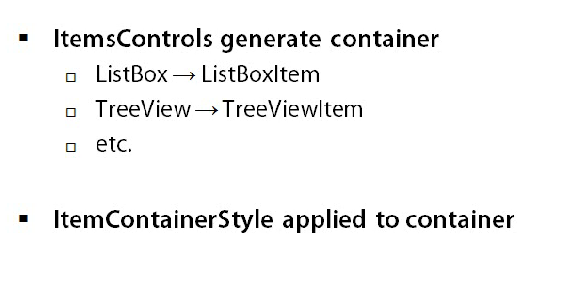 ▪ ItemsControls generate container
▫ ListBox → ListBoxItem
▫ TreeView → TreeViewItem
▫ etc.
▪ ItemContainerStyle applied to container